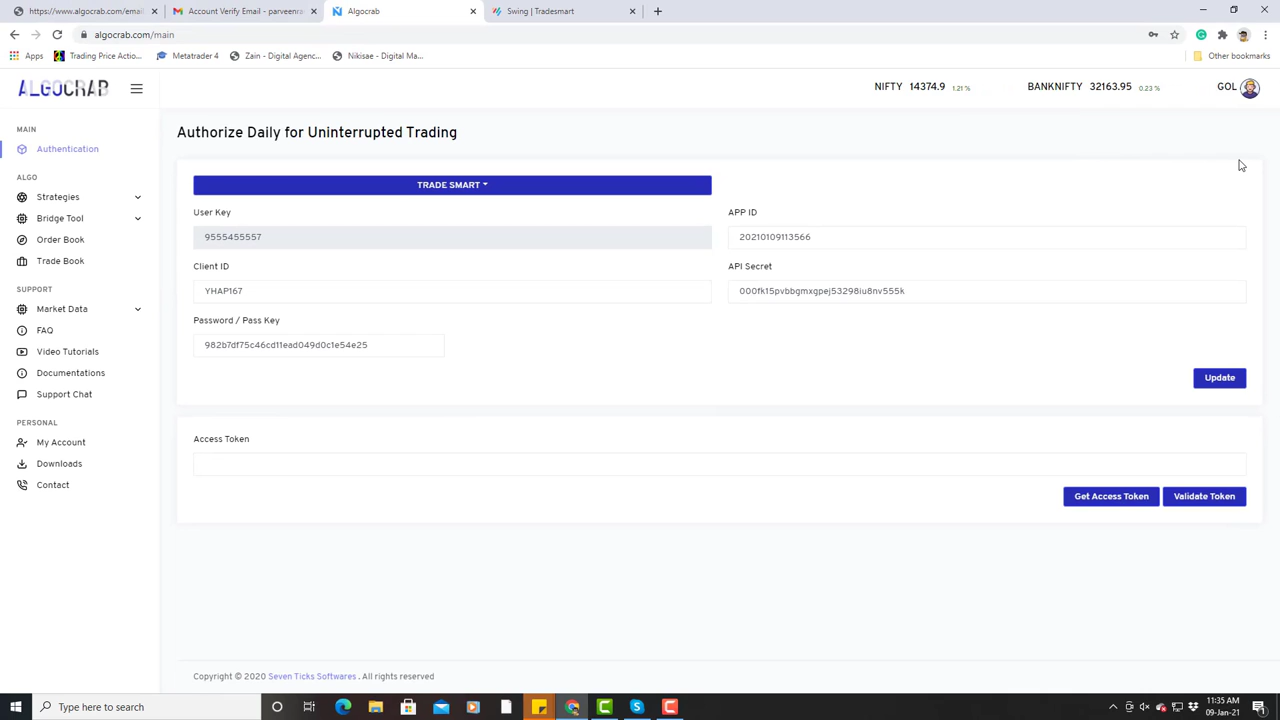 https://www.algocrab.com/email
Account Verify Email - parveenra
Algocrab
Swing | Tradesmart
algocrab.com/main
Apps
Trading Price Actio...
Metatrader 4
Zain - Digital Agenc...
Nikisae - Digital Ma...
Other bookmarks
ALGOCRAB
NIFTY 14374.9 1.21 %
BANKNIFTY 32163.95 0.23 %
GOL
MAIN
Authentication
ALGO
Strategies
Bridge Tool
Order Book
Trade Book
SUPPORT
Market Data
FAQ
Video Tutorials
Documentations
Support Chat
PERSONAL
My Account
Downloads
Contact
Authorize Daily for Uninterrupted Trading
TRADE SMART
User Key
9555455557
APP ID
20210109113566
Client ID
YHAP167
API Secret
000fk15pvbbgmxgpej53298iu8nv555k
Password / Pass Key
982b7df75c46cd11ead049d0c1e54e25
Update
Access Token
Get Access Token
Validate Token
Copyright © 2020 Seven Ticks Softwares . All rights reserved
Type here to search
11:35 AM
09-Jan-21